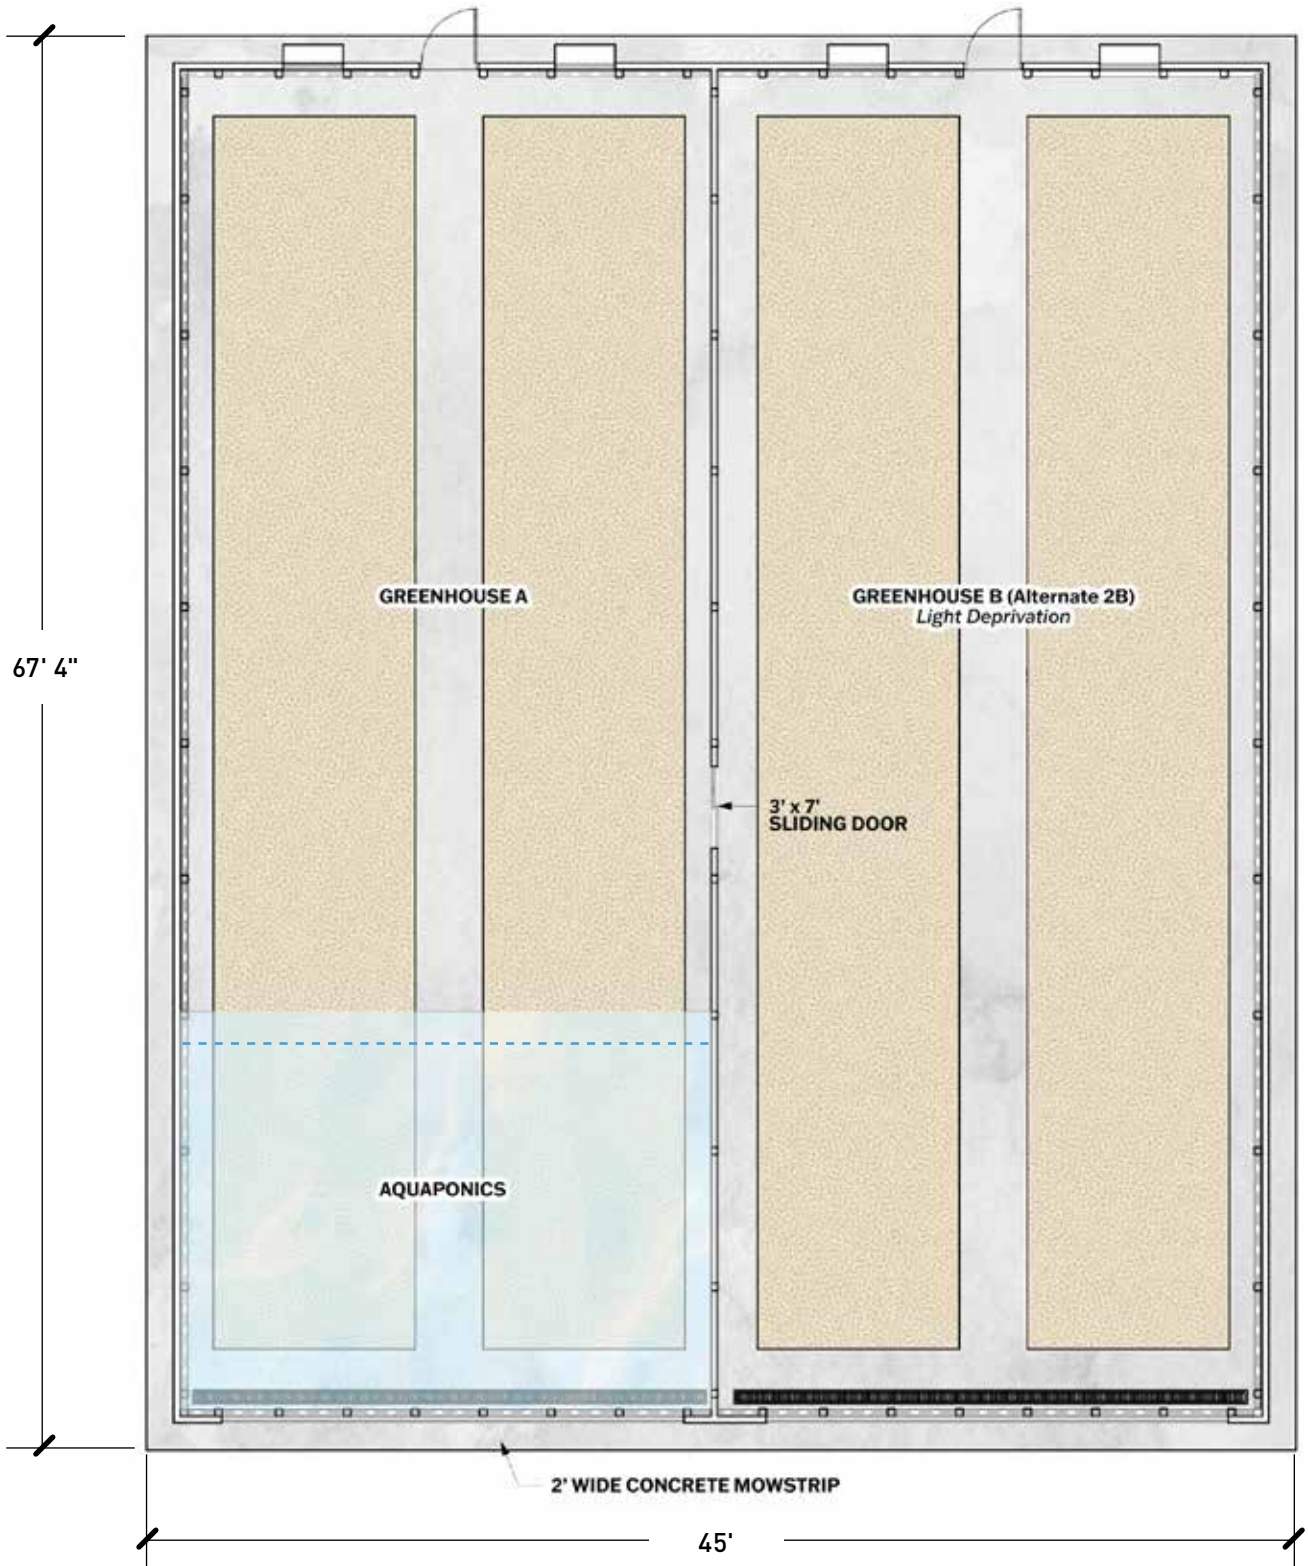 GREENHOUSE A
GREENHOUSE B (Alternate 2B)
Light Deprivation
67' 4"
3' x 7'
SLIDING DOOR
AQUAPONICS
2' WIDE CONCRETE MOWSTRIP
45'